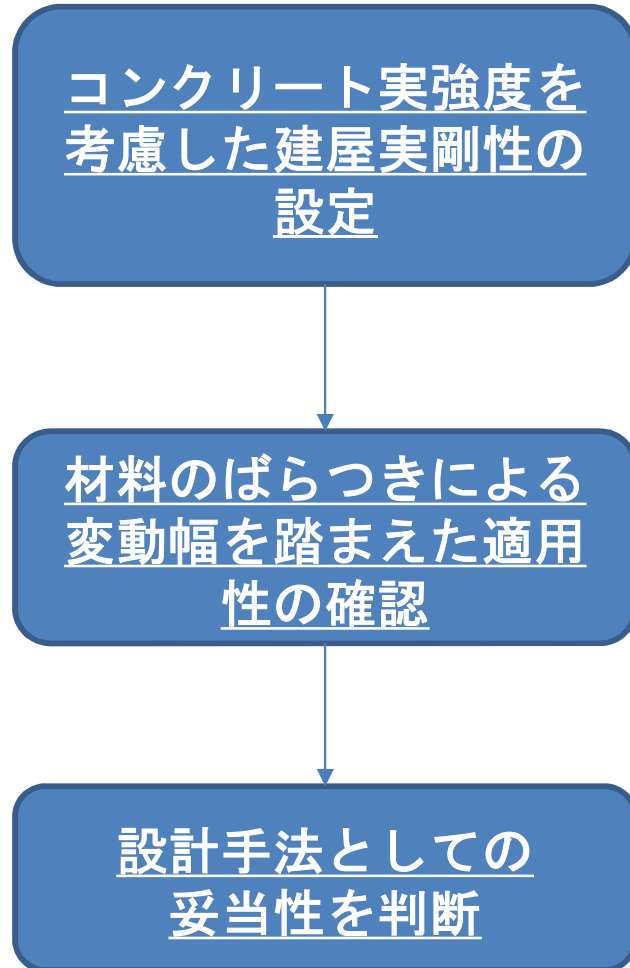 コンクリート実強度を
考慮した建屋実剛性の
設定
材料のばらつきによる
変動幅を踏まえた適用
性の確認
設計手法としての
妥当性を判断